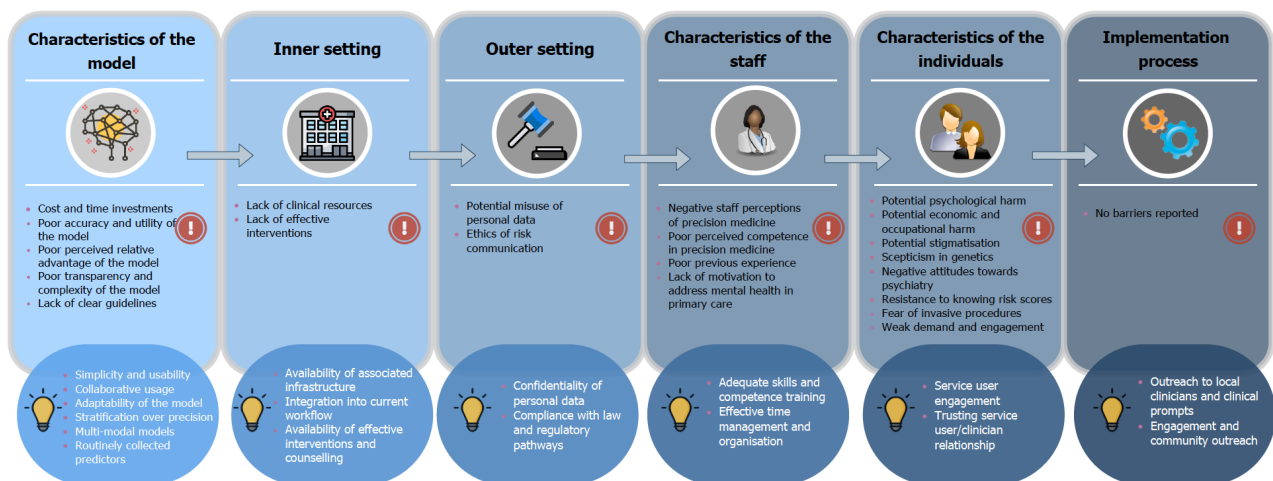 Characteristics of the
model
Cost and time investments
Poor accuracy and utility of
the model
Poor perceived relative
advantage of the model
Poor transparency and
complexity of the model
Lack of clear guidelines
Simplicity and usability
Collaborative usage
Adaptability of the model
Stratification over precision
Multi-modal models
Routinely collected
predictors
Inner setting
Lack of clinical resources
Lack of effective
interventions
Availability of associated
infrastructure
Integration into current
workflow
Availability of effective
interventions and
counselling
Outer setting
Potential misuse of
personal data
Ethics of risk
communication
Confidentiality of
personal data
Compliance with law
and regulatory
pathways
Characteristics of the
staff
Negative staff perceptions
of precision medicine
Poor perceived competence
in precision medicine
Poor previous experience
Lack of motivation to
address mental health in
primary care
Adequate skills and
competence training
Effective time
management and
organisation
Characteristics of the
individuals
Potential psychological harm
Potential economic and
occupational harm
Potential stigmatisation
Scepticism in genetics
Negative attitudes towards
psychiatry
Resistance to knowing risk scores
Fear of invasive procedures
Weak demand and engagement
Service user
engagement
Trusting service
user/clinician
relationship
Implementation
process
No barriers reported
Outreach to local
clinicians and clinical
prompts
Engagement and
community outreach